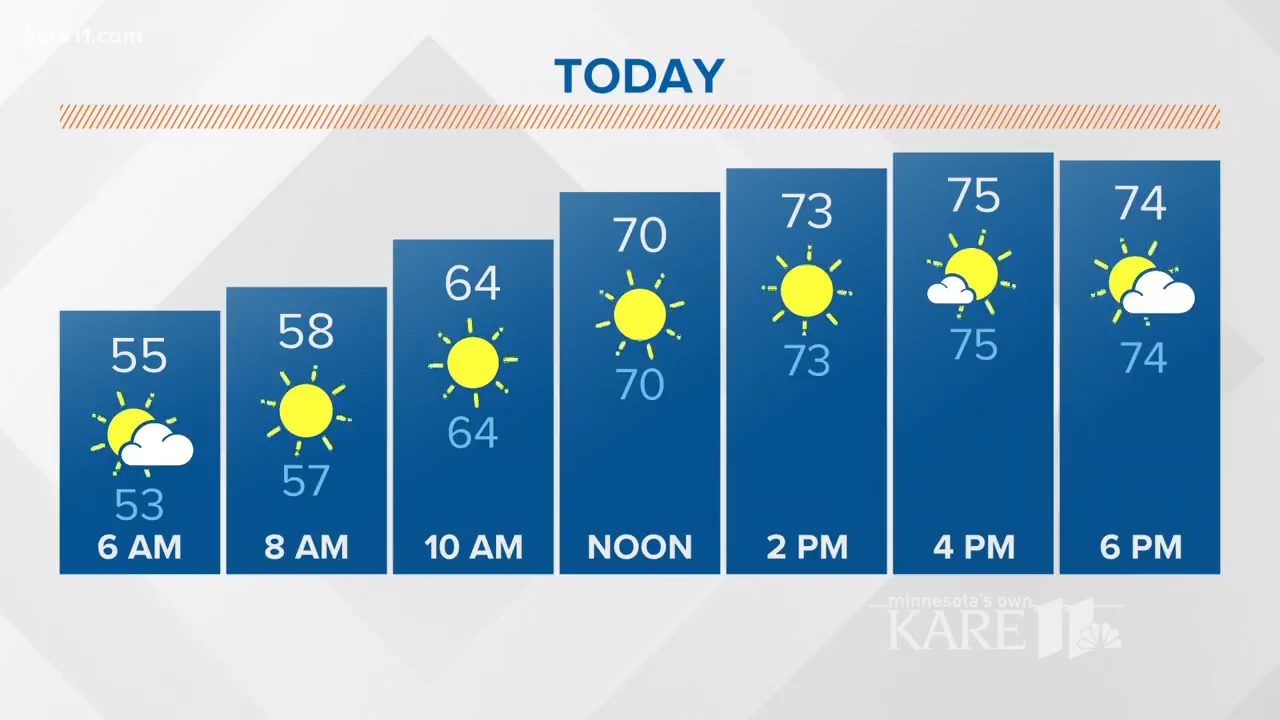 kare11.com
TODAY
55
53
6 AM
58
57
8 AM
64
64
10 AM
70
70
NOON
73
73
2 PM
75
75
4 PM
74
74
6 PM
minnesota's own
KARE 11